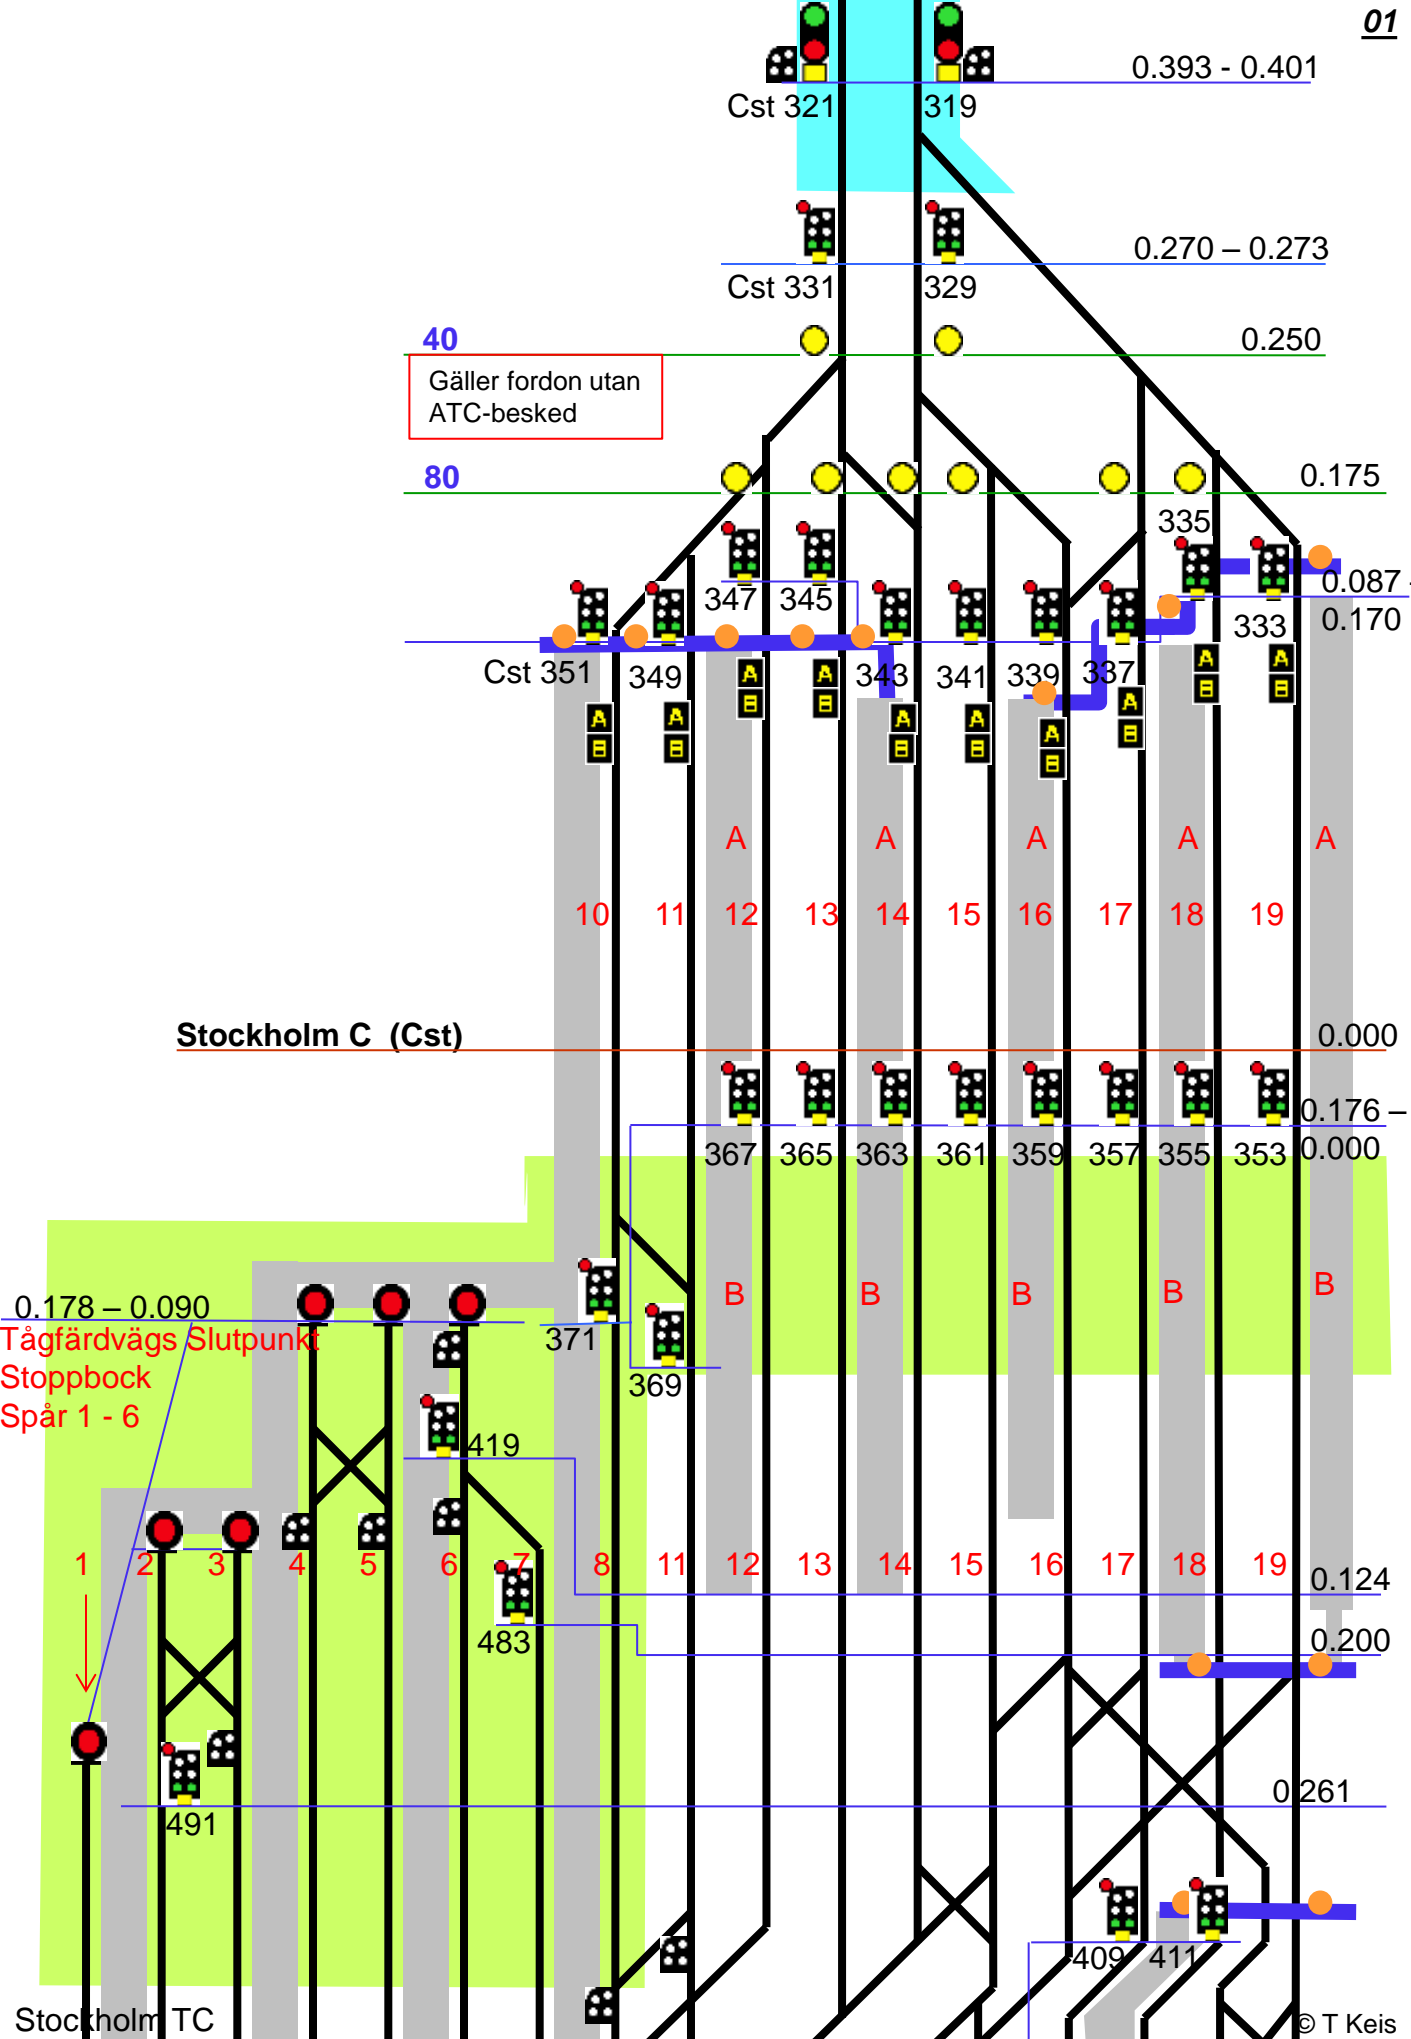 01
0.393 - 0.401
Cst 321
319
0.270 – 0.273
Cst 331
329
40
0.250
Gäller fordon utan
ATC-besked
80
0.175
335
0.087 -
347
345
333
0.170
Cst 351
349
343
341
339
337
A
B
A
B
A
B
A
B
A
B
A
B
A
B
A
B
A
B
A
B
A
A
A
A
A
10
11
12
13
14
15
16
17
18
19
Stockholm C (Cst)
0.000
0.176 –
367
365
363
361
359
357
355
353
0.000
B
B
B
B
B
0.178 – 0.090
Tågfärdvägs Slutpunkt
Stoppbock
Spår 1 - 6
371
369
419
1
2
3
4
5
6
7
8
11
12
13
14
15
16
17
18
19
0.124
483
0.200
0.261
491
409
411
Stockholm TC
© T Keis